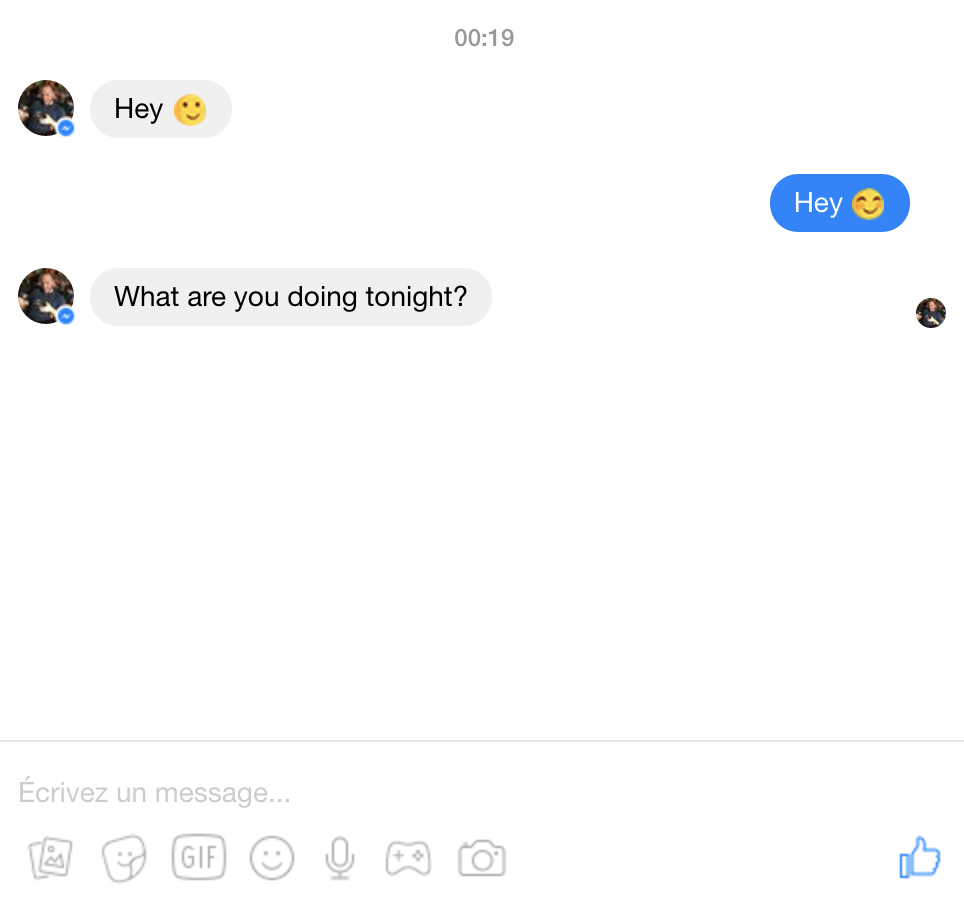 00:19
Hey 🙂
Hey 😊
What are you doing tonight?
Écrivez un message...
GIF